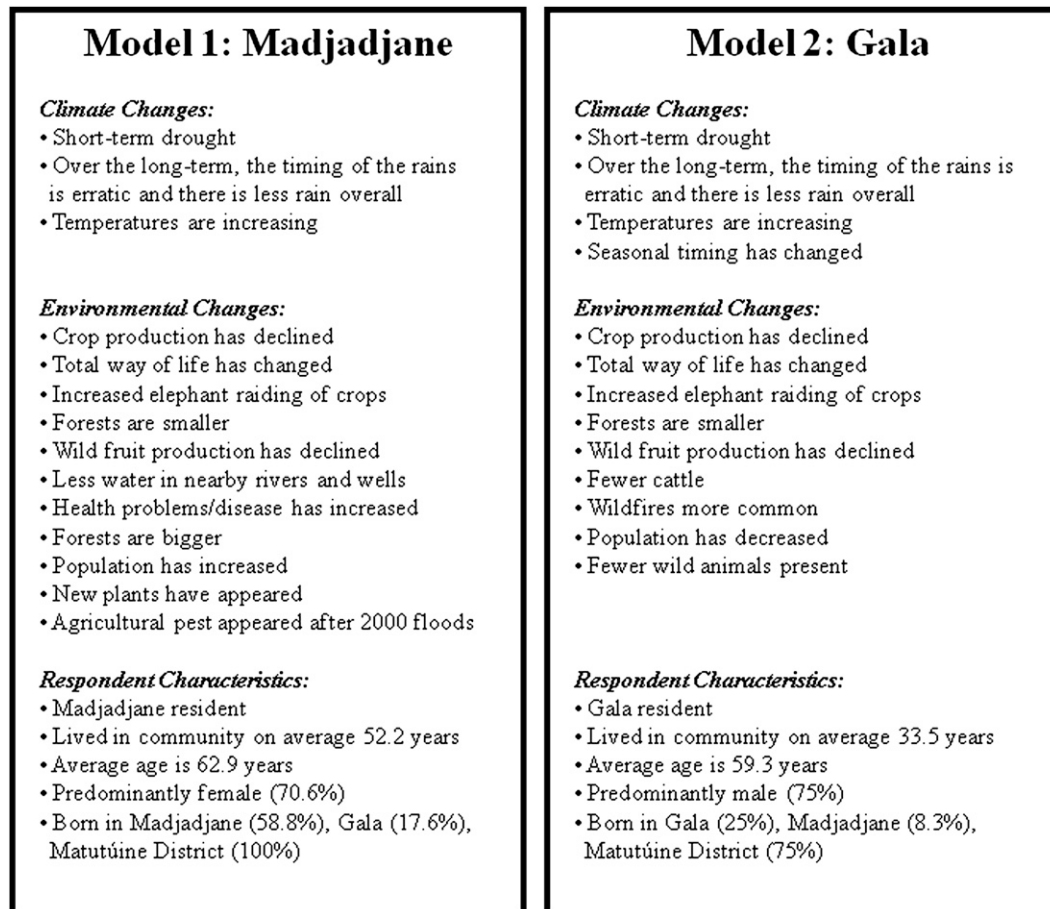 Model 1: Madjadjane
Climate Changes:
• Short-term drought
• Over the long-term, the timing of the rains
is erratic and there is less rain overall
• Temperatures are increasing
Environmental Changes:
• Crop production has declined
• Total way of life has changed
• Increased elephant raiding of crops
• Forests are smaller
• Wild fruit production has declined
• Less water in nearby rivers and wells
• Health problems/disease has increased
• Forests are bigger
• Population has increased
• New plants have appeared
• Agricultural pest appeared after 2000 floods
Respondent Characteristics:
• Madjadjane resident
• Lived in community on average 52.2 years
• Average age is 62.9 years
• Predominantly female (70.6%)
• Born in Madjadjane (58.8%), Gala (17.6%),
Matutúine District (100%)
Model 2: Gala
Climate Changes:
• Short-term drought
• Over the long-term, the timing of the rains is
erratic and there is less rain overall
• Temperatures are increasing
• Seasonal timing has changed
Environmental Changes:
• Crop production has declined
• Total way of life has changed
• Increased elephant raiding of crops
• Forests are smaller
• Wild fruit production has declined
• Fewer cattle
• Wildfires more common
• Population has decreased
• Fewer wild animals present
Respondent Characteristics:
• Gala resident
• Lived in community on average 33.5 years
• Average age is 59.3 years
• Predominantly male (75%)
• Born in Gala (25%), Madjadjane (8.3%),
Matutúine District (75%)